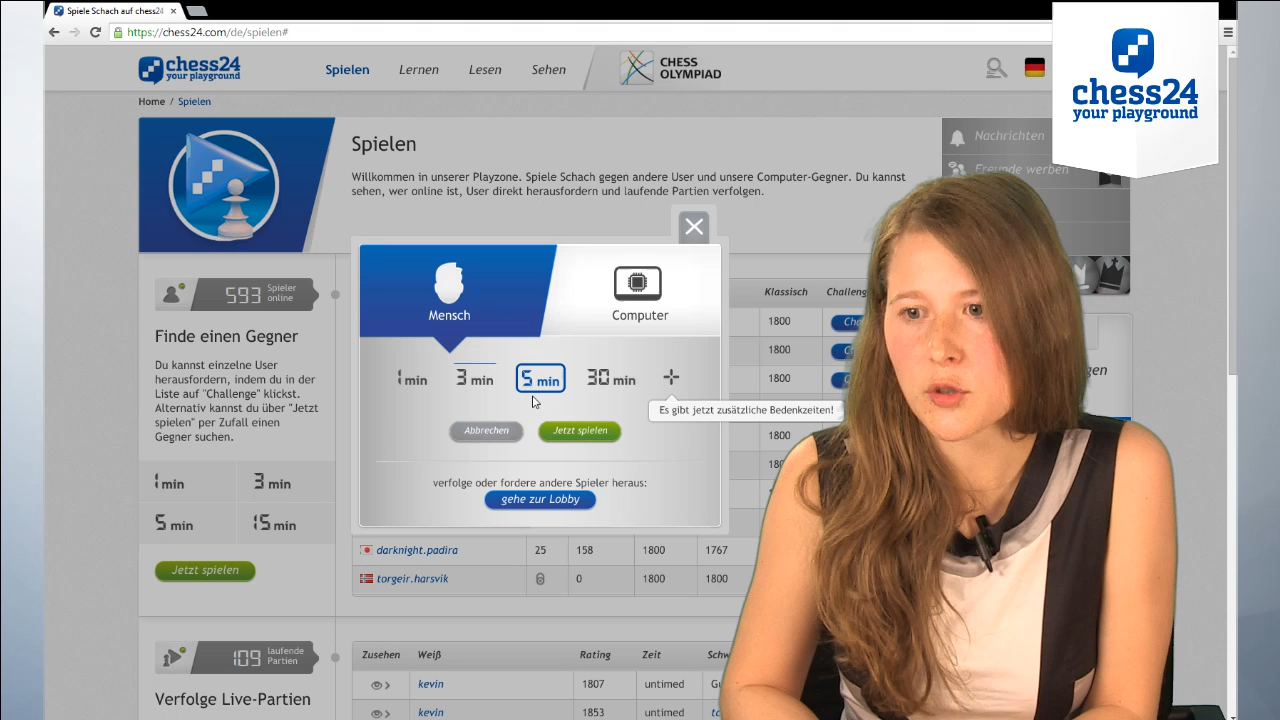 Spiele Schach auf chess24
https://chess24.com/de/spielen#
chess24
your playground
Spielen
Lernen
Lesen
Sehen
CHESS
OLYMPIAD
chess24
your playground
Home / Spielen
Spielen
Willkommen in unserer Playzone. Spiele Schach gegen andere User und unsere Computer-Gegner. Du kannst
sehen, wer online ist, User direkt herausfordern und laufende Partien verfolgen.
Nachrichten
Freunde werben
593 Spieler
online
Finde einen Gegner
Du kannst einzelne User
herausfordern, indem du in der
Liste auf "Challenge" klickst.
Alternativ kannst du über "Jetzt
spielen" per Zufall einen
Gegner suchen.
1 min
3 min
5 min
15 min
Jetzt spielen
Mensch
Computer
1 min
3 min
5 min
30 min
+
Es gibt jetzt zusätzliche Bedenkzeiten!
Abbrechen
Jetzt spielen
verfolge oder fordere andere Spieler heraus:
gehe zur Lobby
Klassisch
1800
1800
1800
1800
darknight.padira 25 158 1800 1767
torgeir.harsvik 0 1800 1800
109 laufende
Partien
Verfolge Live-Partien
Zusehen Weiß Rating Zeit
kevin 1807 untimed
kevin 1853 untimed